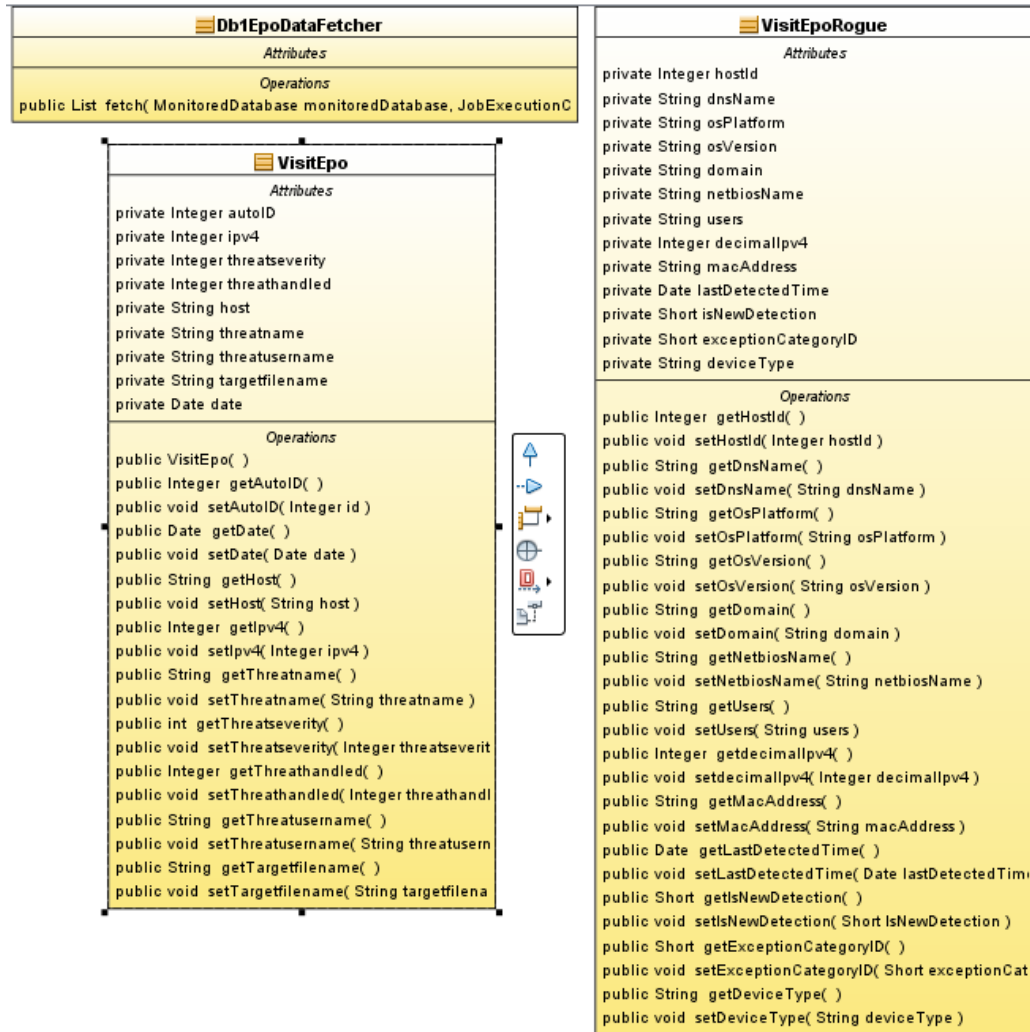 Db1EpoDataFetcher
Attributes
Operations
public List fetch( MonitoredDatabase monitoredDatabase, JobExecutionC
VisitEpo
Attributes
private Integer autoID
private Integer ipv4
private Integer threatseverity
private Integer threathandled
private String host
private String threatname
private String threatusername
private String targetfilename
private Date date
Operations
public VisitEpo( )
public Integer getAutoID( )
public void setAutoID( Integer id )
public Date getDate( )
public void setDate( Date date )
public String getHost( )
public void setHost( String host )
public Integer getIpv4( )
public void setIpv4( Integer ipv4 )
public String getThreatname( )
public void setThreatname( String threatname )
public int getThreatseverity( )
public void setThreatseverity( Integer threatseverit
public Integer getThreathandled( )
public void setThreathandled( Integer threathandl
public String getThreatusername( )
public void setThreatusername( String threatusern
public String getTargetfilename( )
public void setTargetfilename( String targetfilena
VisitEpoRogue
Attributes
private Integer hostId
private String dnsName
private String osPlatform
private String osVersion
private String domain
private String netbiosName
private String users
private Integer decimalIpv4
private String macAddress
private Date lastDetectedTime
private Short isNewDetection
private Short exceptionCategoryID
private String deviceType
Operations
public Integer getHostId( )
public void setHostId( Integer hostId )
public String getDnsName( )
public void setDnsName( String dnsName )
public String getOsPlatform( )
public void setOsPlatform( String osPlatform )
public String getOsVersion( )
public void setOsVersion( String osVersion )
public String getDomain( )
public void setDomain( String domain )
public String getNetbiosName( )
public void setNetbiosName( String netbiosName )
public String getUsers( )
public void setUsers( String users )
public Integer getdecimalIpv4( )
public void setdecimalIpv4( Integer decimalIpv4 )
public String getMacAddress( )
public void setMacAddress( String macAddress )
public Date getLastDetectedTime( )
public void setLastDetectedTime( Date lastDetectedTime
public Short getIsNewDetection( )
public void setIsNewDetection( Short IsNewDetection )
public Short getExceptionCategoryID( )
public void setExceptionCategoryID( Short exceptionCat
public String getDeviceType( )
public void setDeviceType( String deviceType )